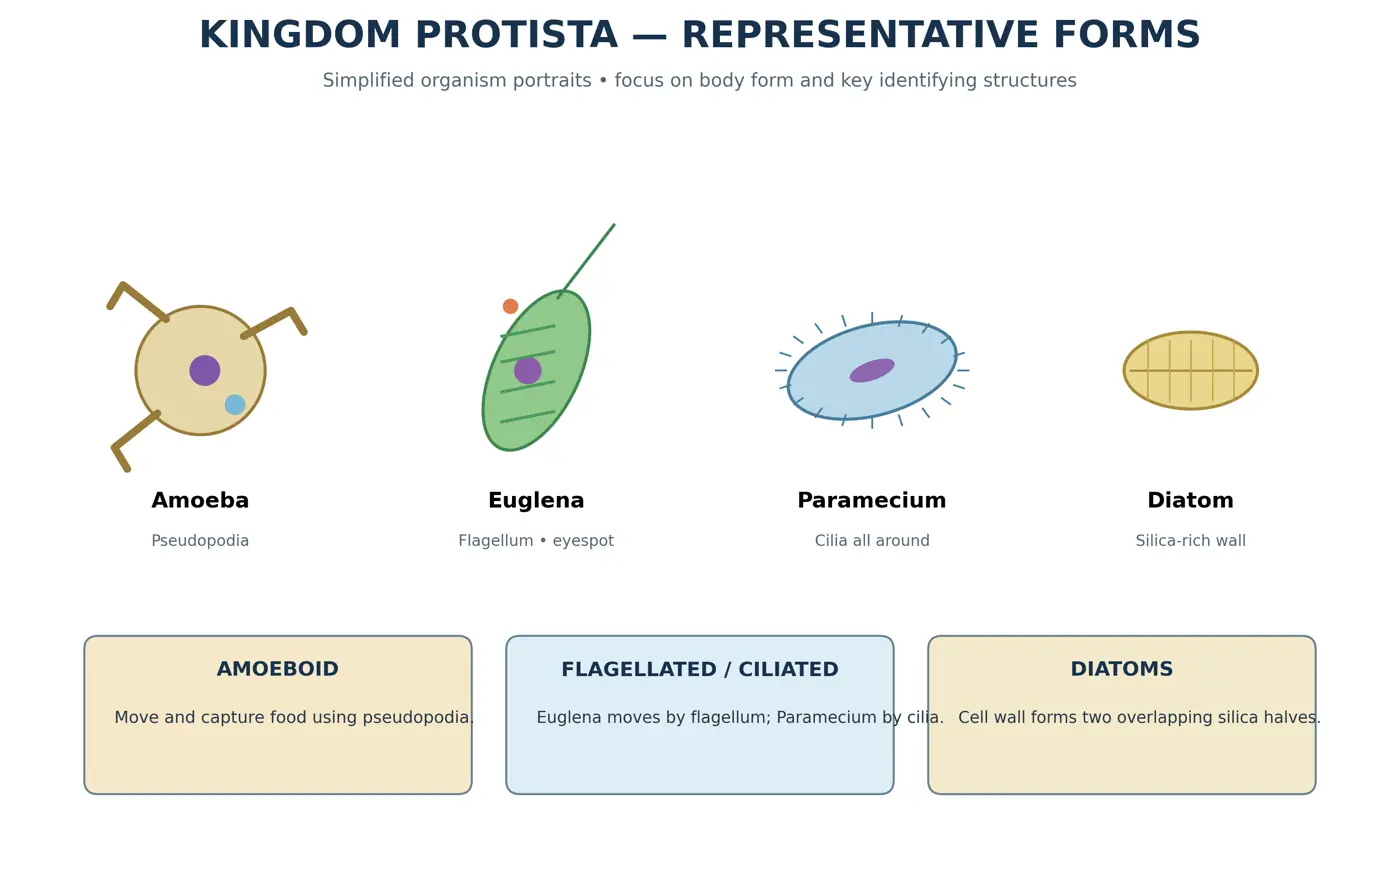 KINGDOM PROTISTA — REPRESENTATIVE FORMS
Simplified organism portraits • focus on body form and key identifying structures
Amoeba
Pseudopodia
Euglena
Flagellum • eyespot
Paramecium
Cilia all around
Diatom
Silica-rich wall
AMOEBOID
Move and capture food using pseudopodia.
FLAGELLATED / CILIATED
Euglena moves by flagellum; Paramecium by cilia.
DIATOMS
Cell wall forms two overlapping silica halves.